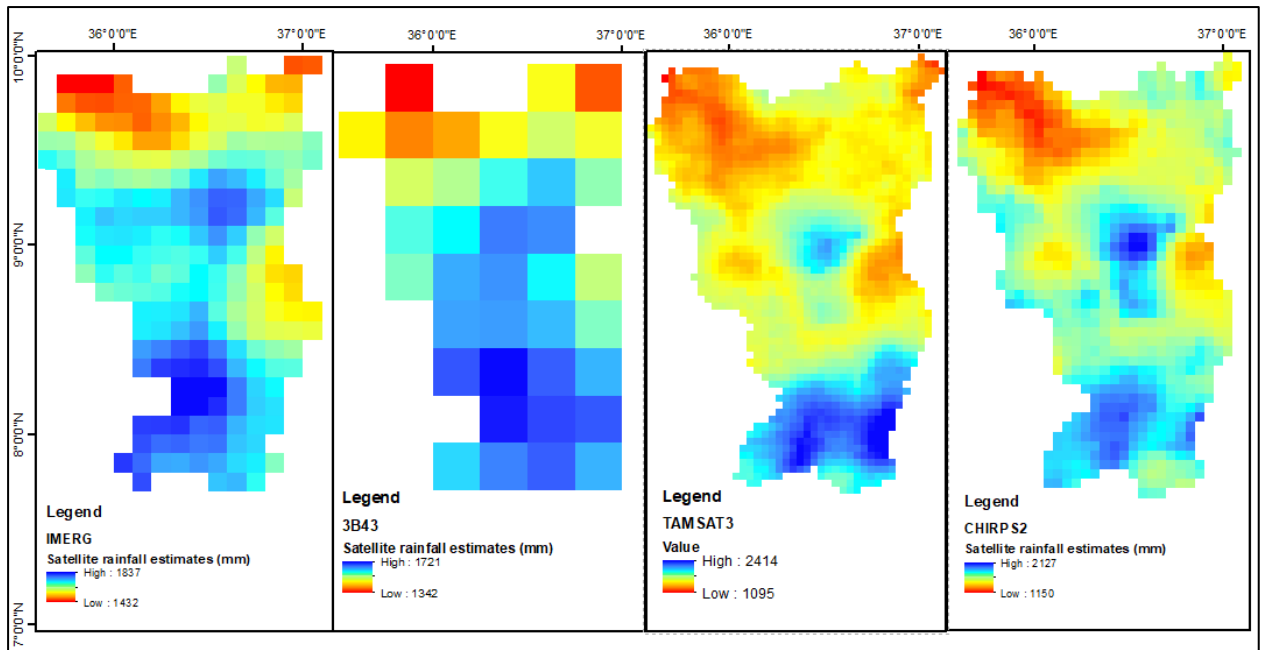 36°0'0"E 37°0'0"E 36°0'0"E 37°0'0"E 36°0'0"E 37°0'0"E 36°0'0"E 37°0'0"E
10°0'0"N
9°0'0"N
8°0'0"N
7°0'0"N
Legend
IMERG
Satellite rainfall estimates (mm)
High : 1837
Low : 1432
Legend
3B43
Satellite rainfall estimates (mm)
High : 1721
Low : 1342
Legend
TAMSAT3
Value
High : 2414
Low : 1095
Legend
CHIRPS2
Satellite rainfall estimates (mm)
High : 2127
Low : 1150